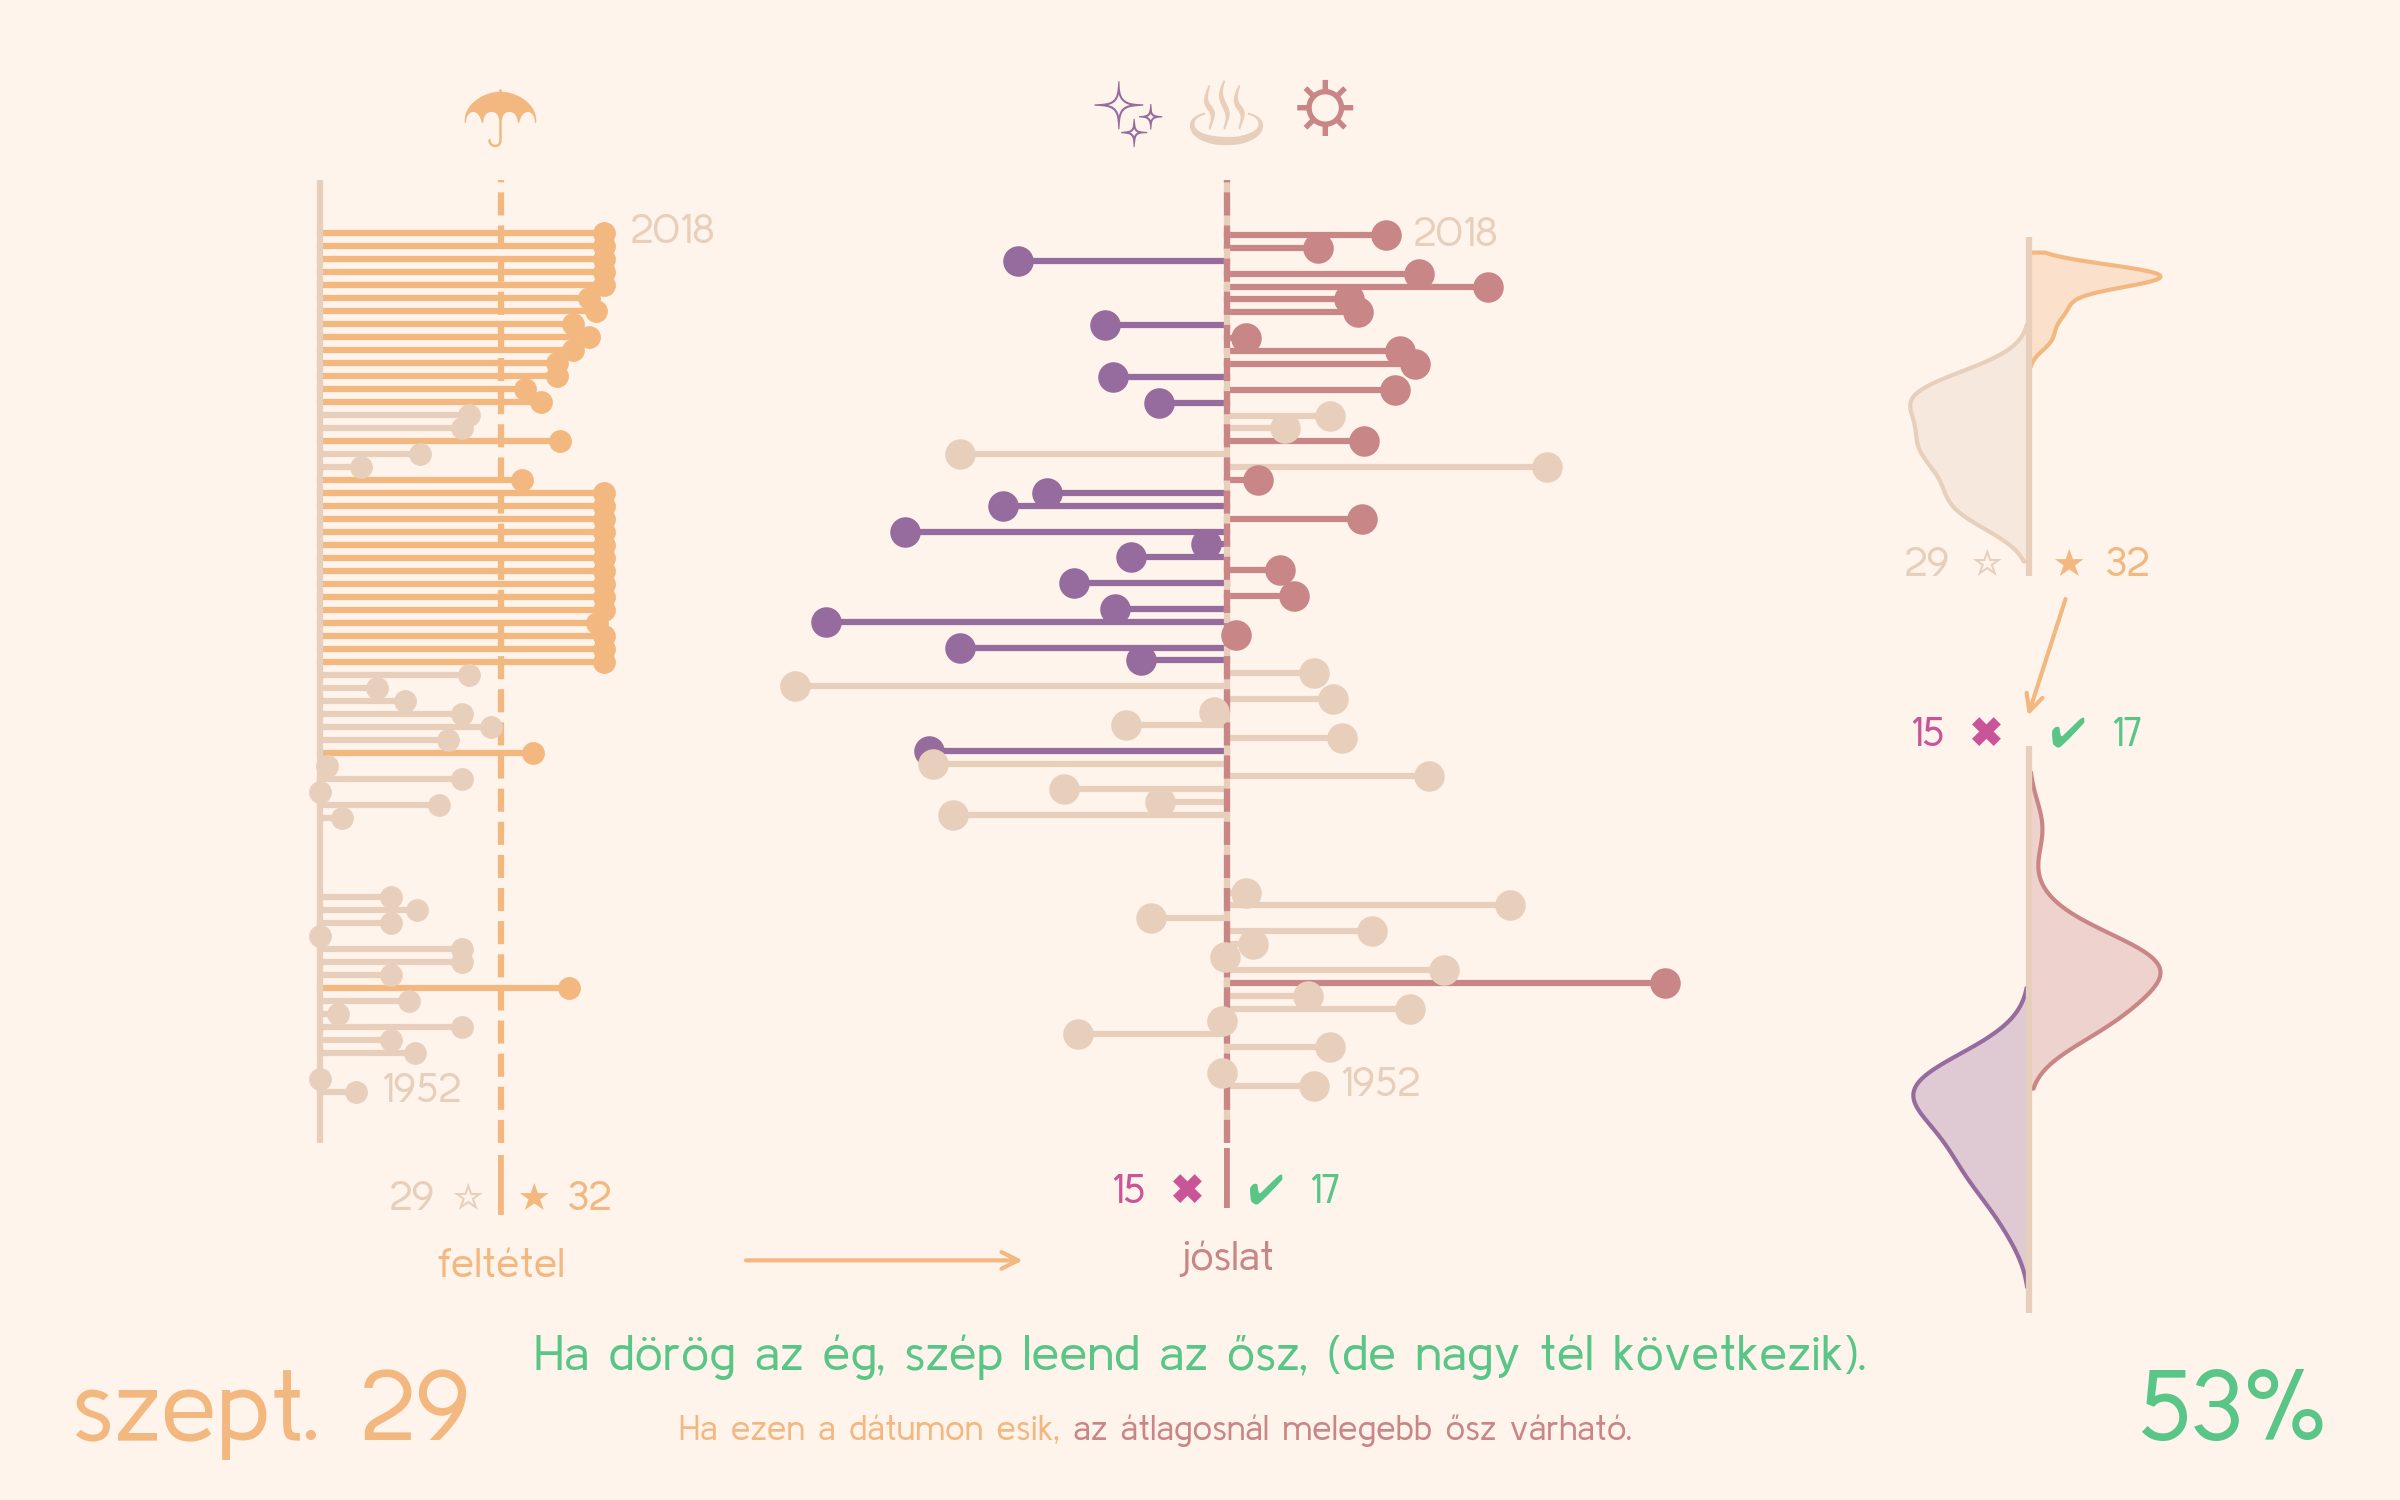 2018
2018
29 ☆ ★ 32
15 ✖ ✔ 17
1952
1952
29 ☆ ★ 32
15 ✖ ✔ 17
feltétel
jóslat
Ha dörög az ég, szép leend az ősz, (de nagy tél következik).
szept. 29
53%
Ha ezen a dátumon esik, az átlagosnál melegebb ősz várható.